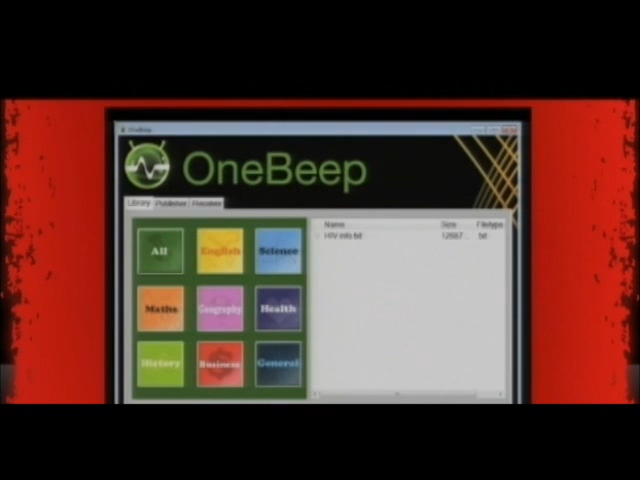 OneBeep
OneBeep
Library Publisher Receiver
All English Science
Maths Geography Health
History Business General
Name Size Filetype
HIV info.txt .txt